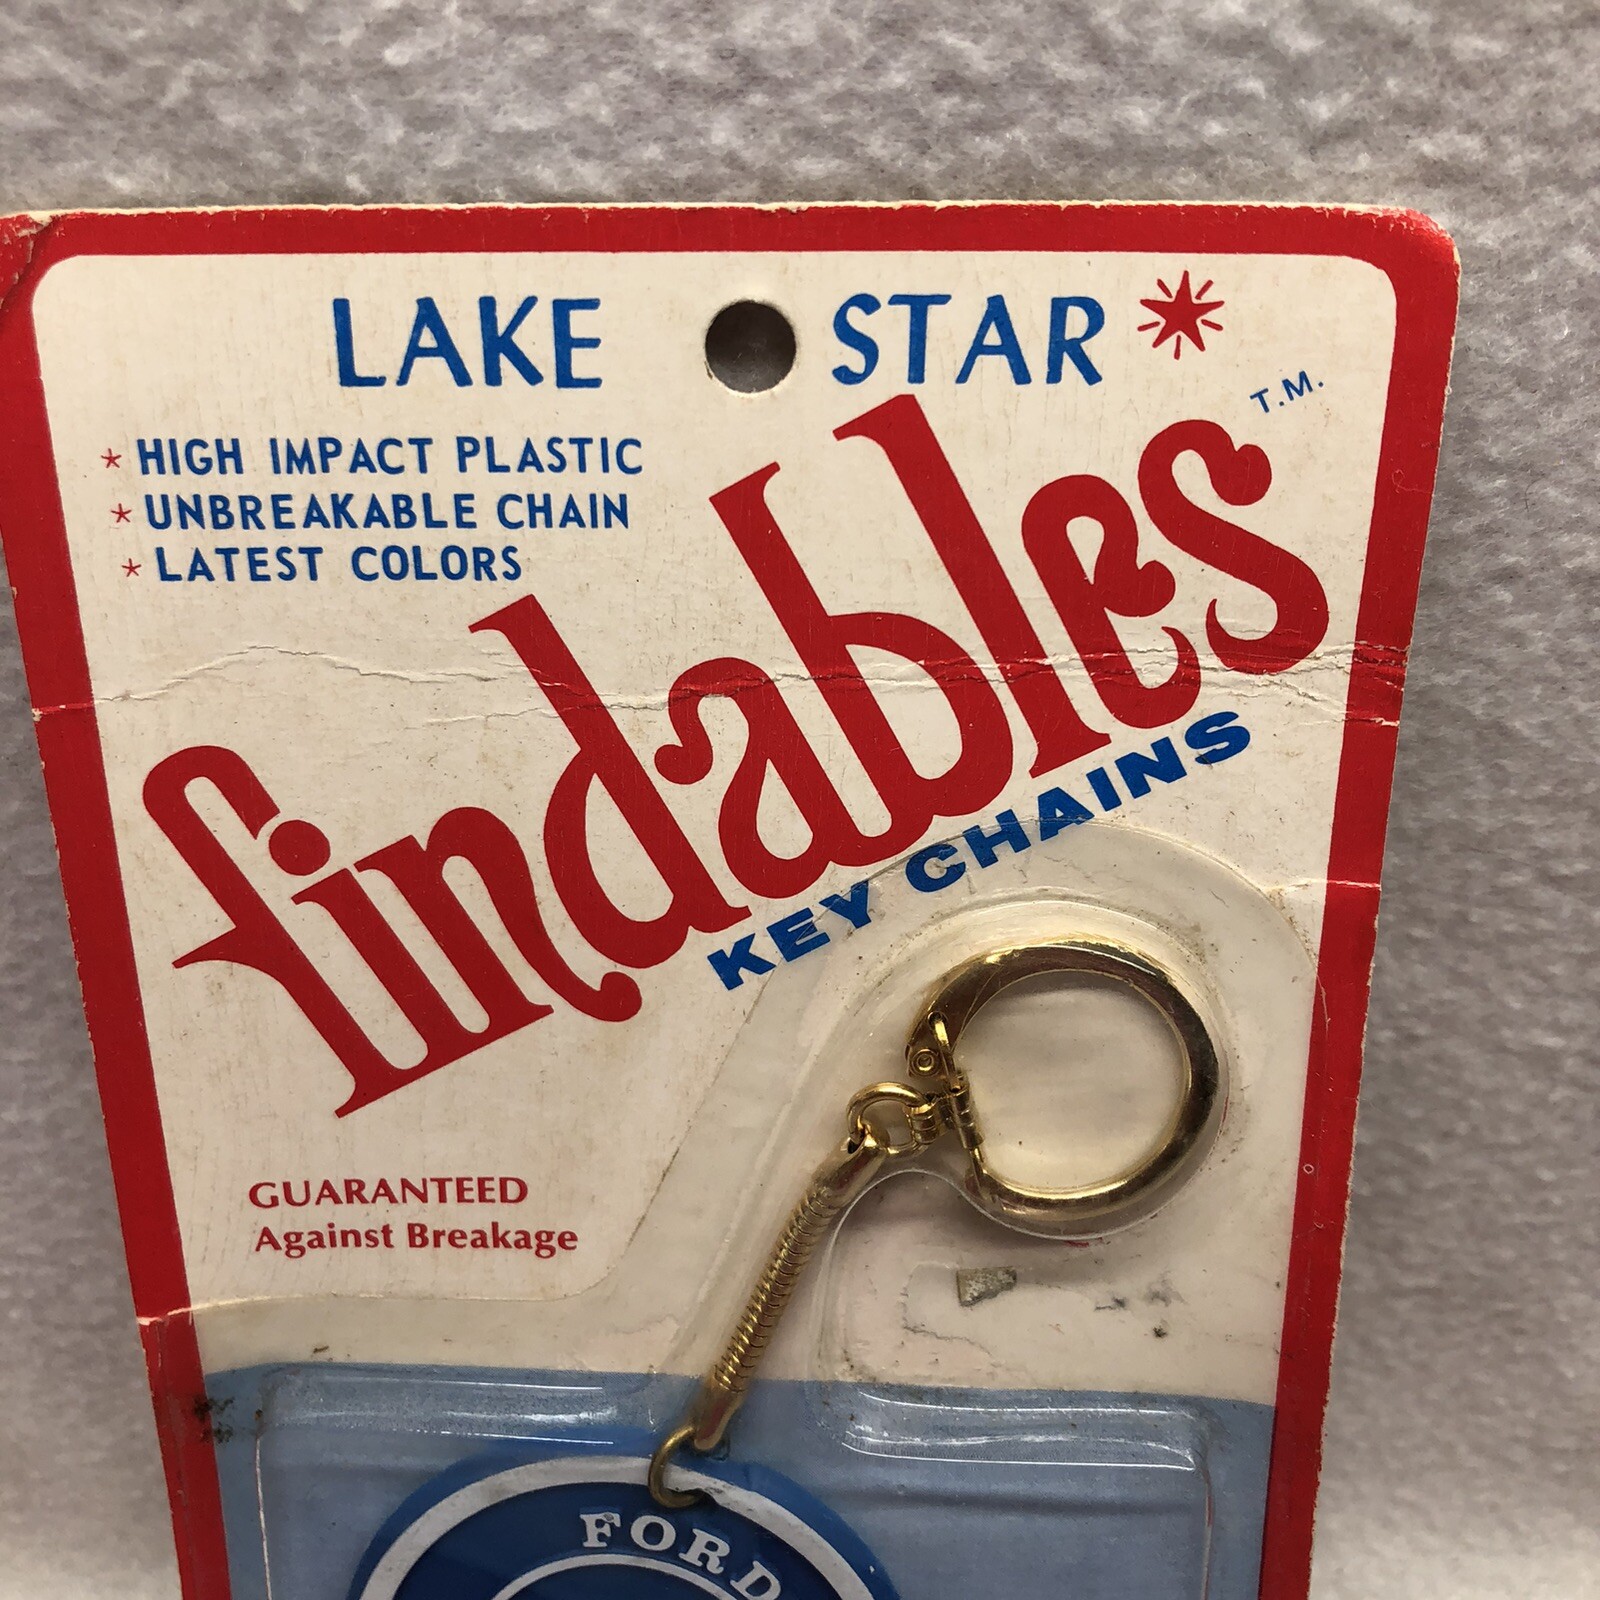 LAKE STAR
T.M.
* HIGH IMPACT PLASTIC
* UNBREAKABLE CHAIN
* LATEST COLORS
findables
KEY CHAINS
GUARANTEED
Against Breakage
FORD